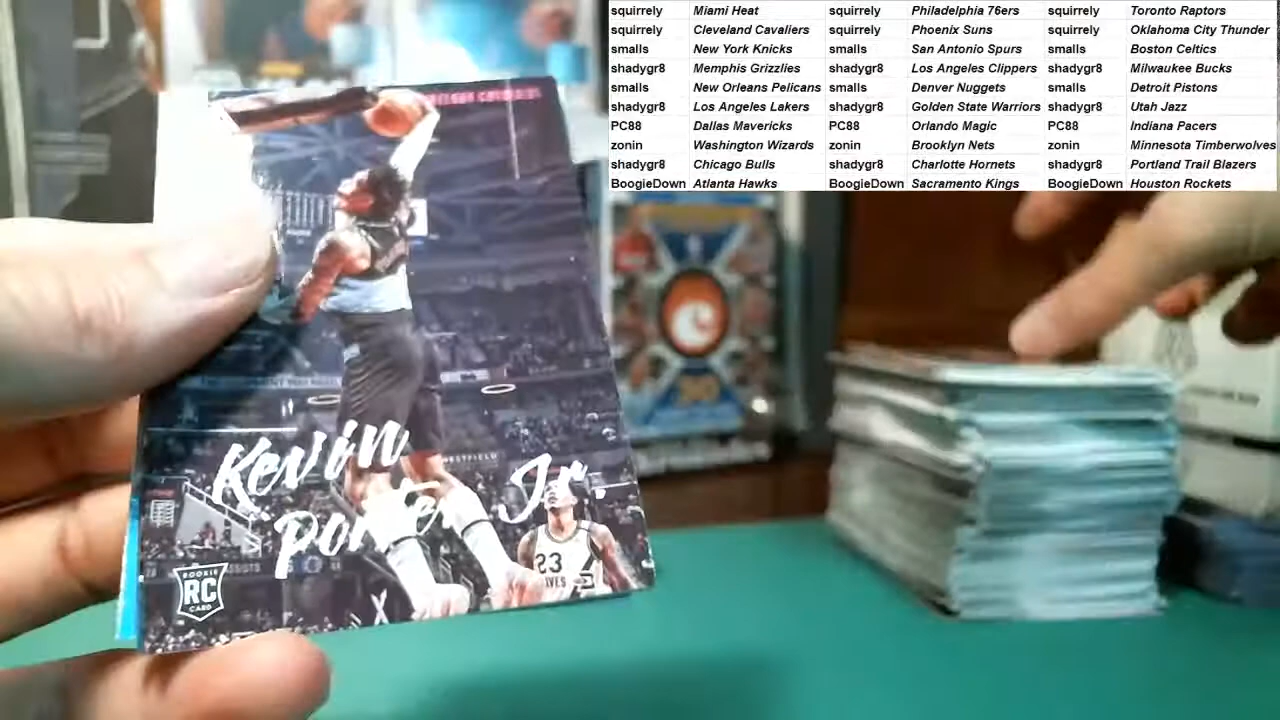 squirrely Miami Heat squirrely Philadelphia 76ers squirrely Toronto Raptors
squirrely Cleveland Cavaliers squirrely Phoenix Suns squirrely Oklahoma City Thunder
smalls New York Knicks smalls San Antonio Spurs smalls Boston Celtics
shadygr8 Memphis Grizzlies shadygr8 Los Angeles Clippers shadygr8 Milwaukee Bucks
smalls New Orleans Pelicans smalls Denver Nuggets smalls Detroit Pistons
shadygr8 Los Angeles Lakers shadygr8 Golden State Warriors shadygr8 Utah Jazz
PC88 Dallas Mavericks PC88 Orlando Magic PC88 Indiana Pacers
zonin Washington Wizards zonin Brooklyn Nets zonin Minnesota Timberwolves
shadygr8 Chicago Bulls shadygr8 Charlotte Hornets shadygr8 Portland Trail Blazers
BoogieDown Atlanta Hawks BoogieDown Sacramento Kings BoogieDown Houston Rockets
Kevin
Porter Jr.
23
ROOKIE
RC
CARD